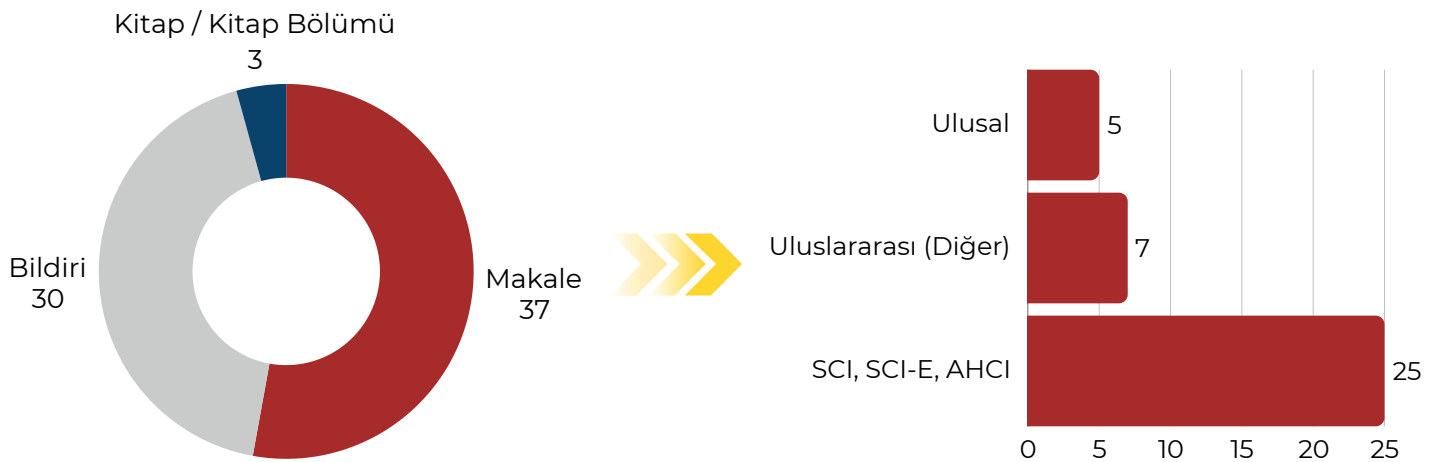 Kitap / Kitap Bölümü
3
Bildiri
30
Makale
37
Ulusal
5
Uluslararası (Diğer)
7
SCI, SCI-E, AHCI
25
0 5 10 15 20 25